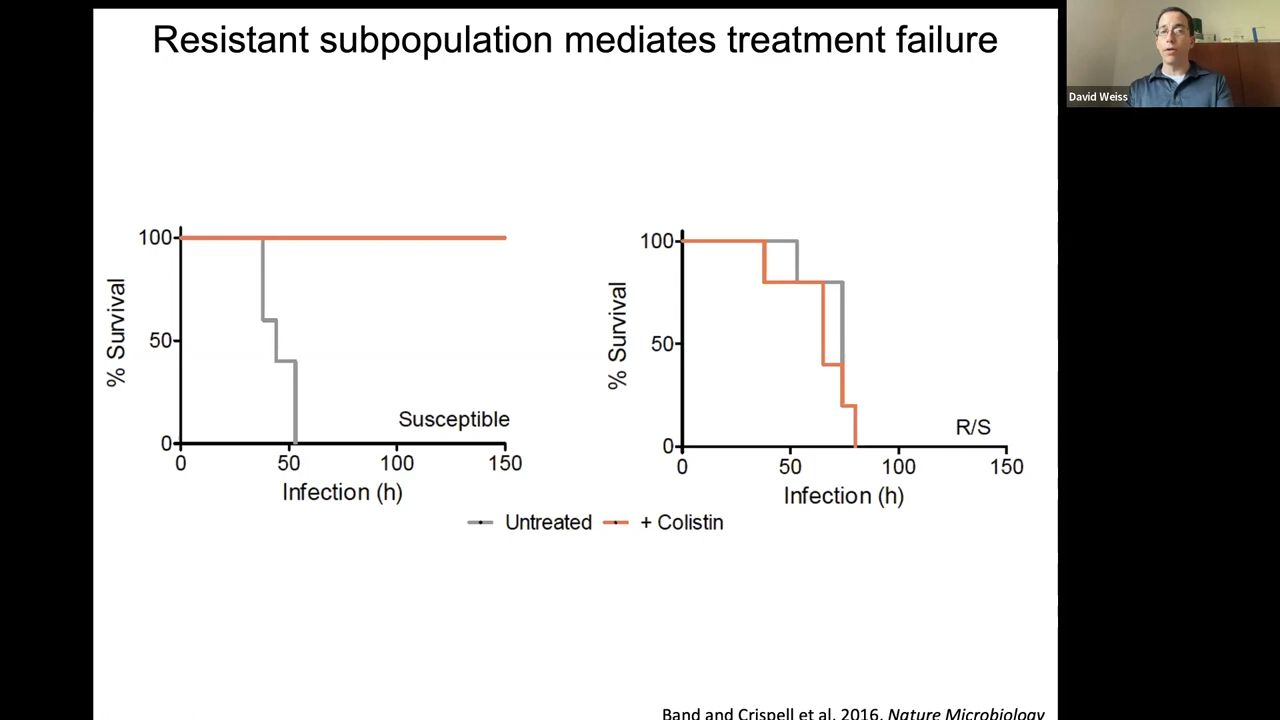 Resistant subpopulation mediates treatment failure
David Weiss
100
50
0
% Survival
Susceptible
0 50 100 150
Infection (h)
100
50
0
% Survival
R/S
0 50 100 150
Infection (h)
Untreated + Colistin
Band and Crispell et al. 2016. Nature Microbiology